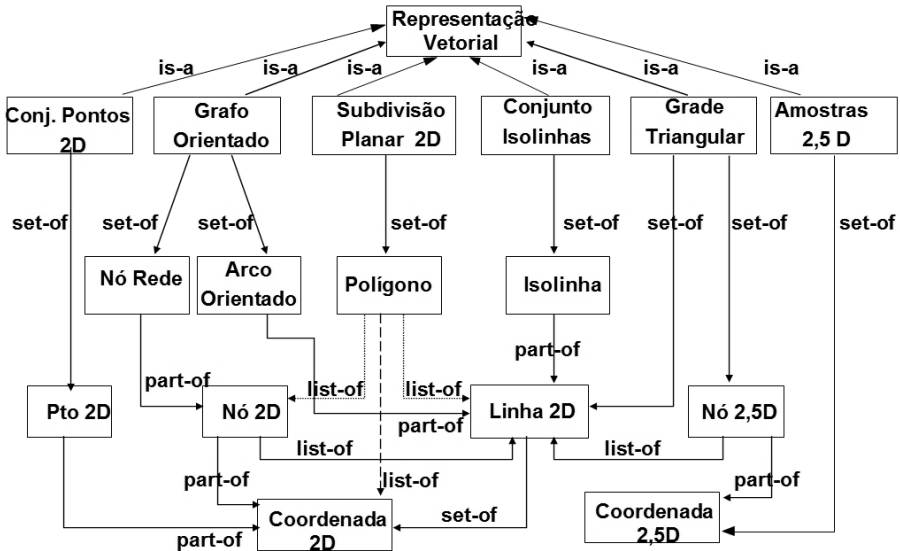 Representação
Vetorial
is-a
is-a
is-a
is-a
is-a
is-a
Conj. Pontos
2D
Grafo
Orientado
Subdivisão
Planar 2D
Conjunto
Isolinhas
Grade
Triangular
Amostras
2,5 D
set-of
set-of
set-of
set-of
set-of
set-of
set-of
set-of
Nó Rede
Arco
Orientado
Polígono
Isolinha
part-of
part-of
list-of
list-of
Pto 2D
Nó 2D
part-of
Linha 2D
Nó 2,5D
list-of
list-of
part-of
list-of
part-of
part-of
Coordenada
2D
set-of
Coordenada
2,5D